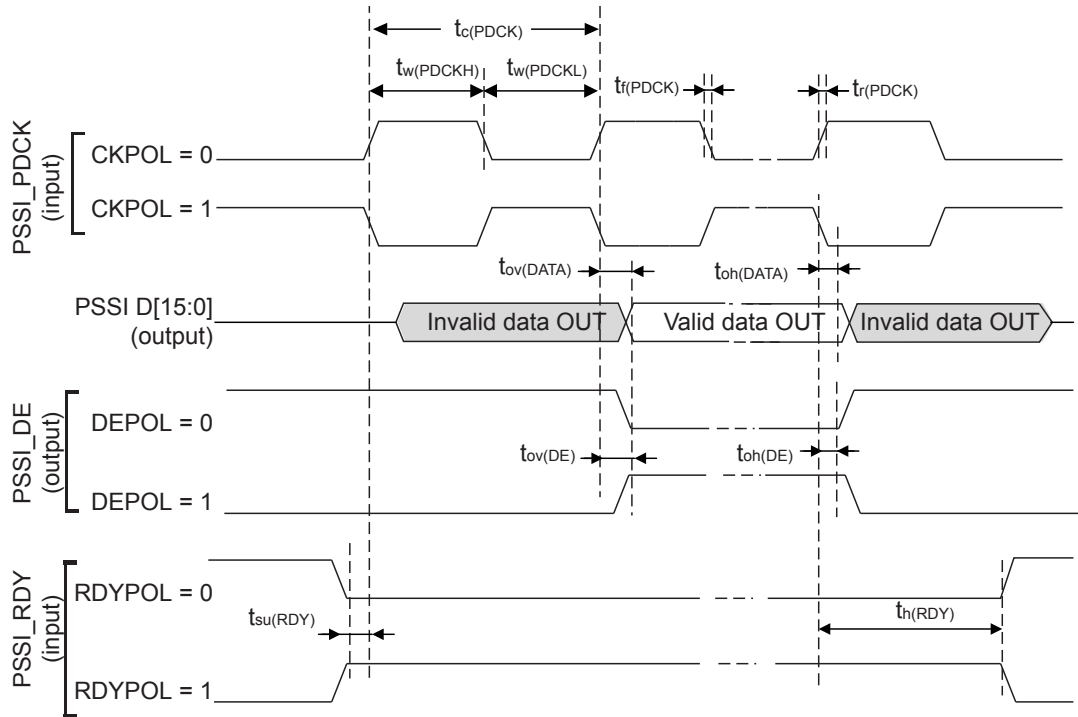 tc(PDCK)
tw(PDCKH)
tw(PDCKL)
tf(PDCK)
tr(PDCK)
PSSI_PDCK
(input)
CKPOL = 0
CKPOL = 1
tov(DATA)
toh(DATA)
PSSI D[15:0]
(output)
Invalid data OUT
Valid data OUT
Invalid data OUT
PSSI_DE
(output)
DEPOL = 0
tov(DE)
toh(DE)
DEPOL = 1
PSSI_RDY
(input)
RDYPOL = 0
tsu(RDY)
th(RDY)
RDYPOL = 1